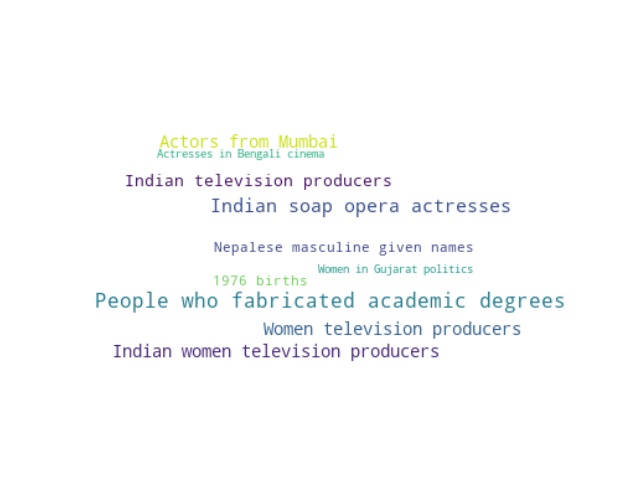 Actors from Mumbai
Actresses in Bengali cinema
Indian television producers
Indian soap opera actresses
Nepalese masculine given names
Women in Gujarat politics
1976 births
People who fabricated academic degrees
Women television producers
Indian women television producers